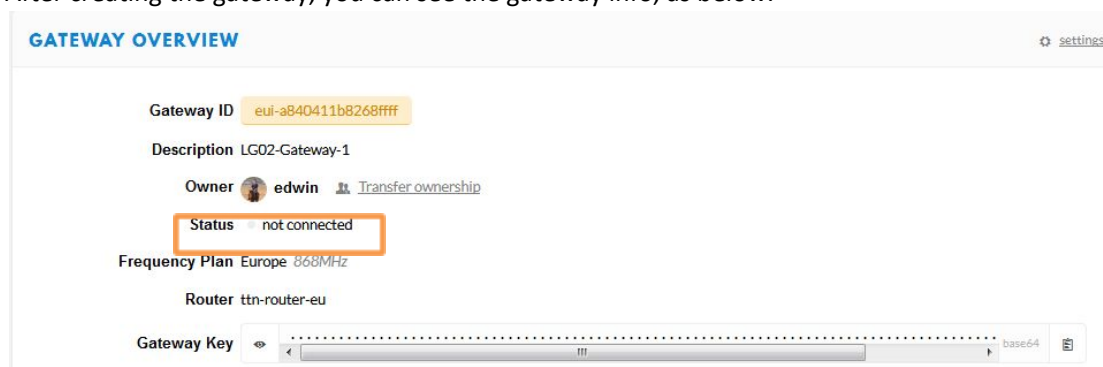 After creating the gateway, you can see the gateway info, as below:
GATEWAY OVERVIEW
settings
Gateway ID eui-a840411b8268ffff
Description LG02-Gateway-1
Owner edwin Transfer ownership
Status not connected
Frequency Plan Europe 868MHz
Router ttn-router-eu
Gateway Key base64